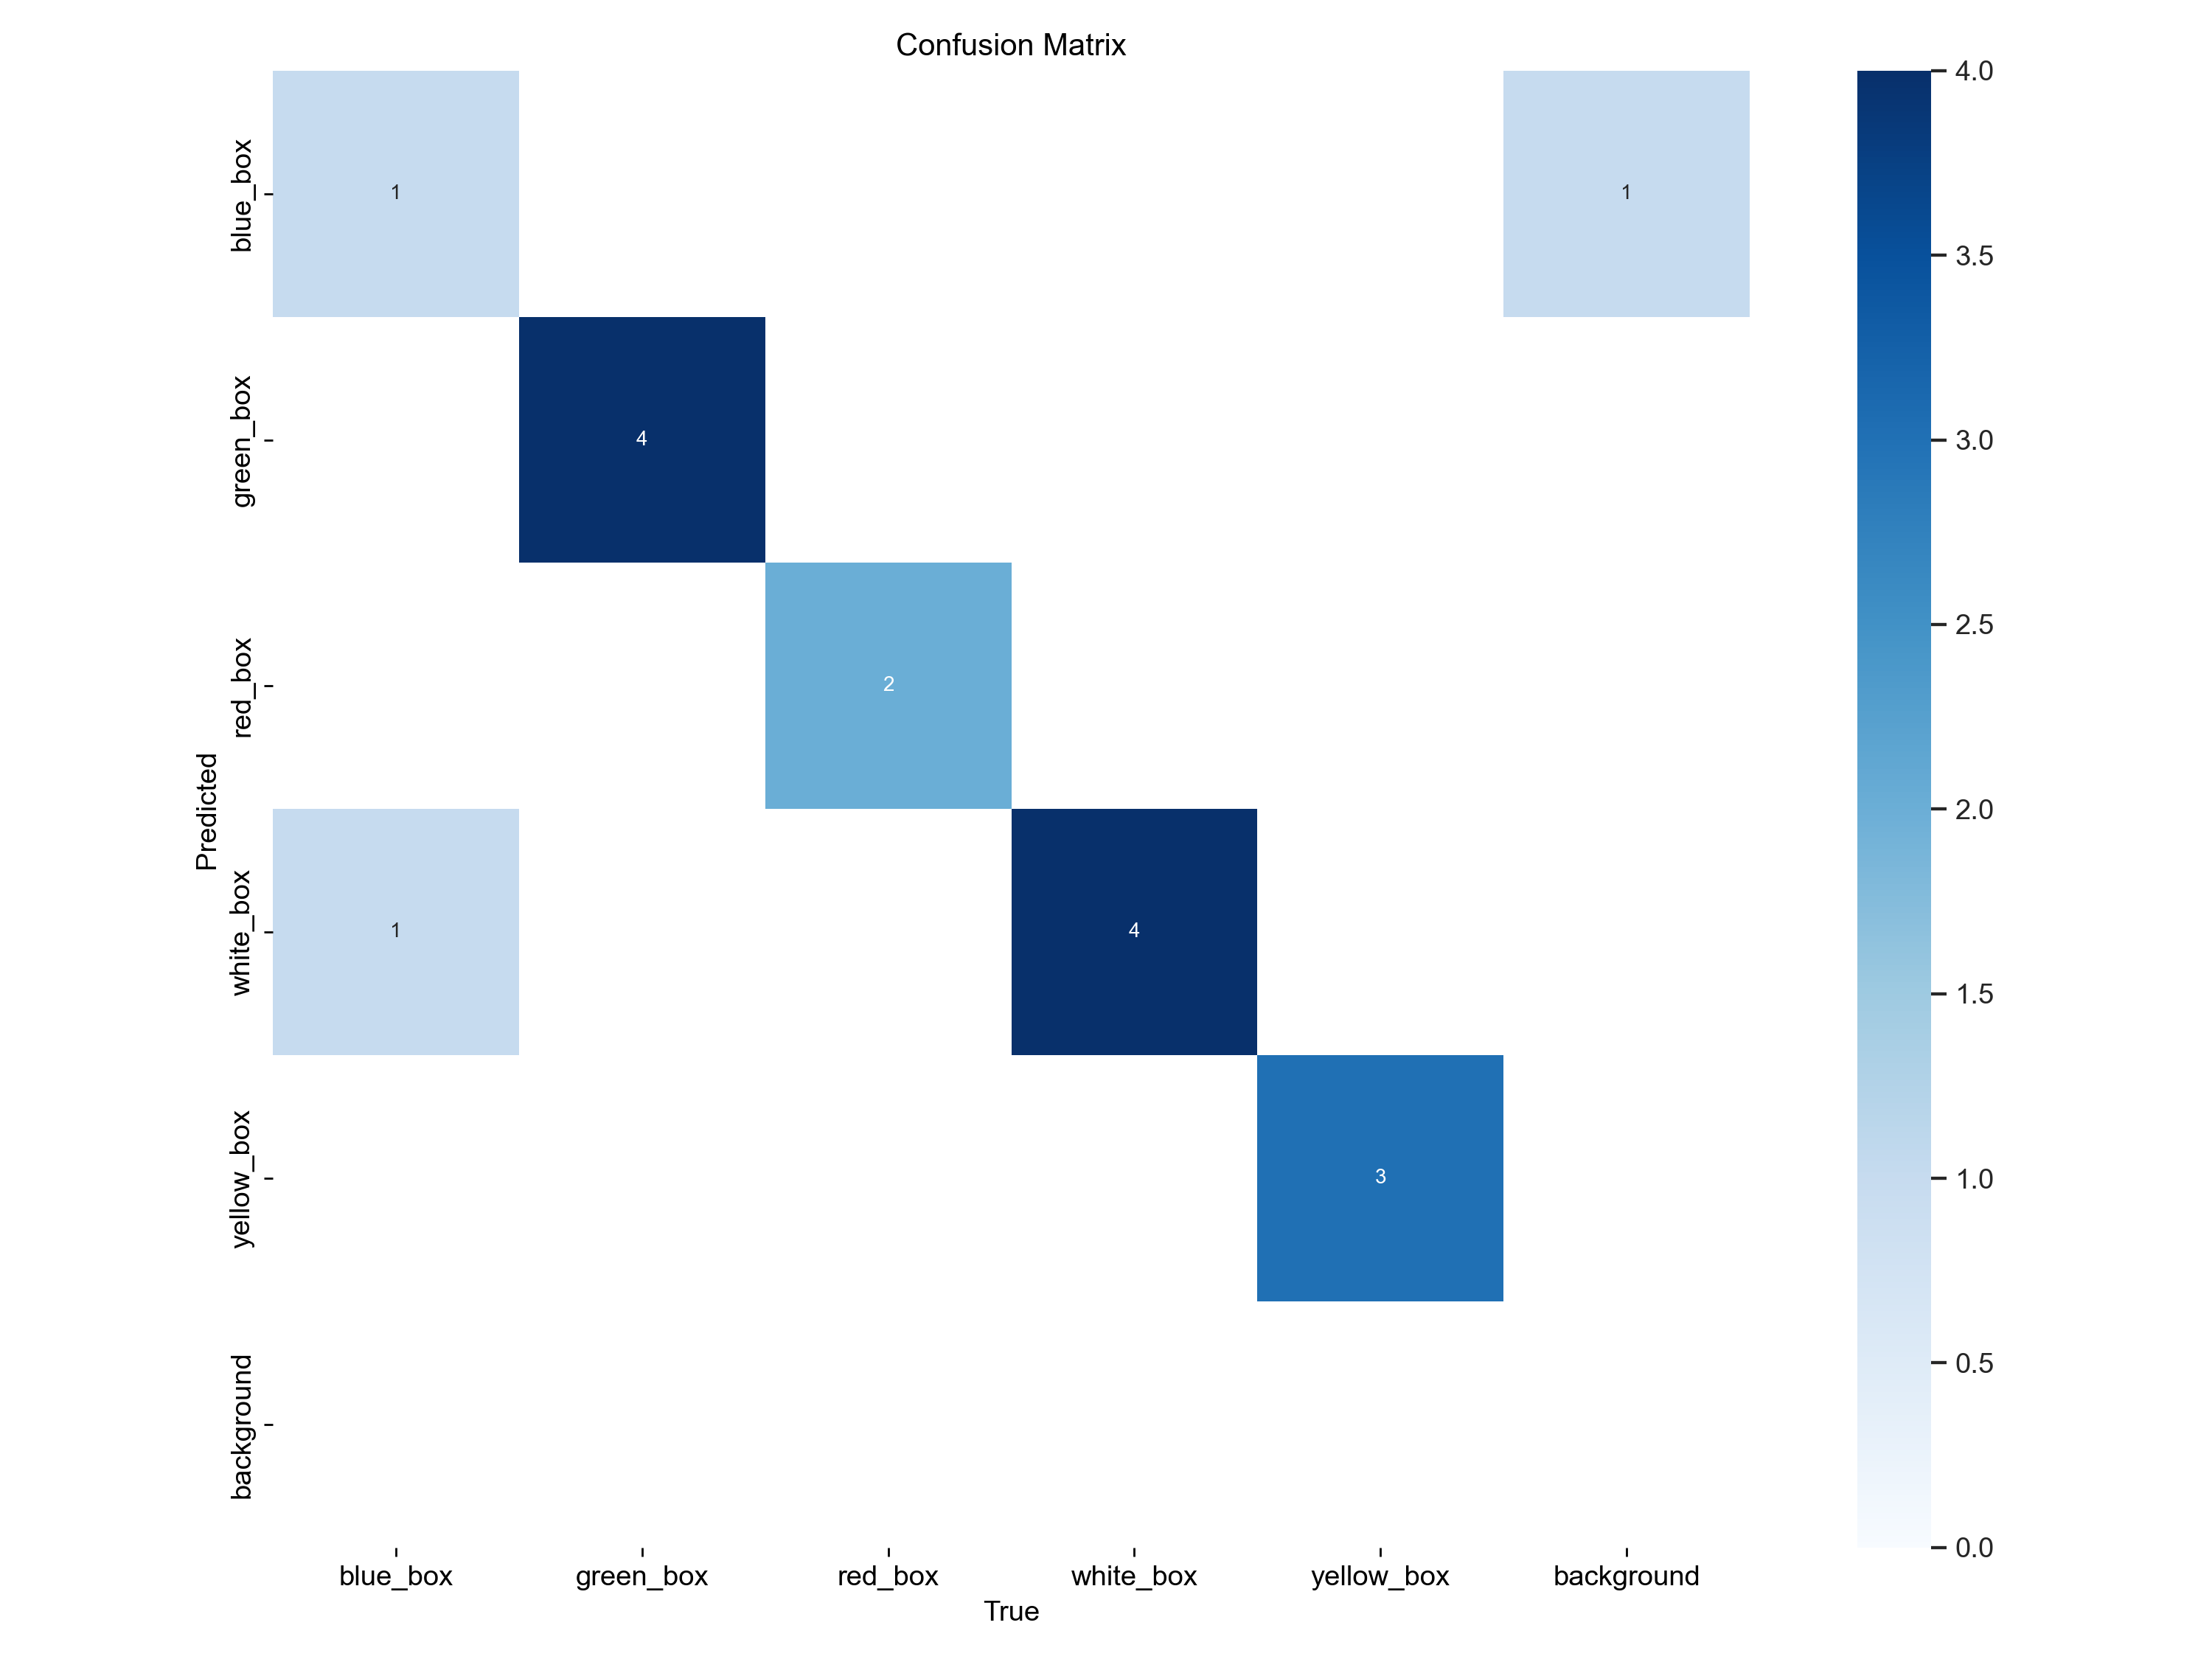 Confusion Matrix
blue_box
green_box
red_box
white_box
yellow_box
background
Predicted
1
1
4
2
1
4
3
blue_box
green_box
red_box
white_box
yellow_box
background
True
4.0
3.5
3.0
2.5
2.0
1.5
1.0
0.5
0.0